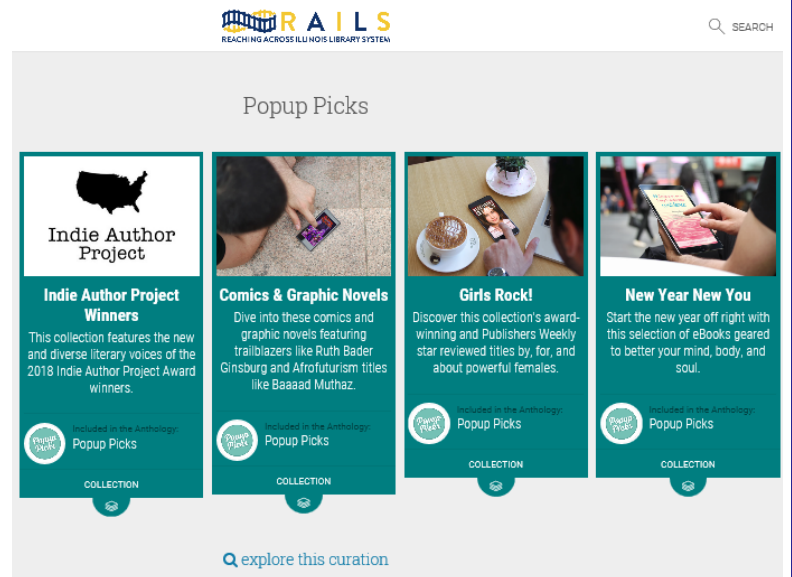 RAILS
REACHING ACROSS ILLINOIS LIBRARY SYSTEM
SEARCH
Popup Picks
Indie Author
Project
Indie Author Project
Winners
This collection features the new
and diverse literary voices of the
2018 Indie Author Project Award
winners.
Included in the Anthology:
Popup Picks
COLLECTION
Comics & Graphic Novels
Dive into these comics and
graphic novels featuring
trailblazers like Ruth Bader
Ginsburg and Afrofuturism titles
like Baaaad Muthaz.
Included in the Anthology:
Popup Picks
COLLECTION
Girls Rock!
Discover this collection's award-
winning and Publishers Weekly
star reviewed titles by, for, and
about powerful females.
Included in the Anthology:
Popup Picks
COLLECTION
New Year New You
Start the new year off right with
this selection of eBooks geared
to better your mind, body, and
soul.
Included in the Anthology:
Popup Picks
COLLECTION
explore this curation